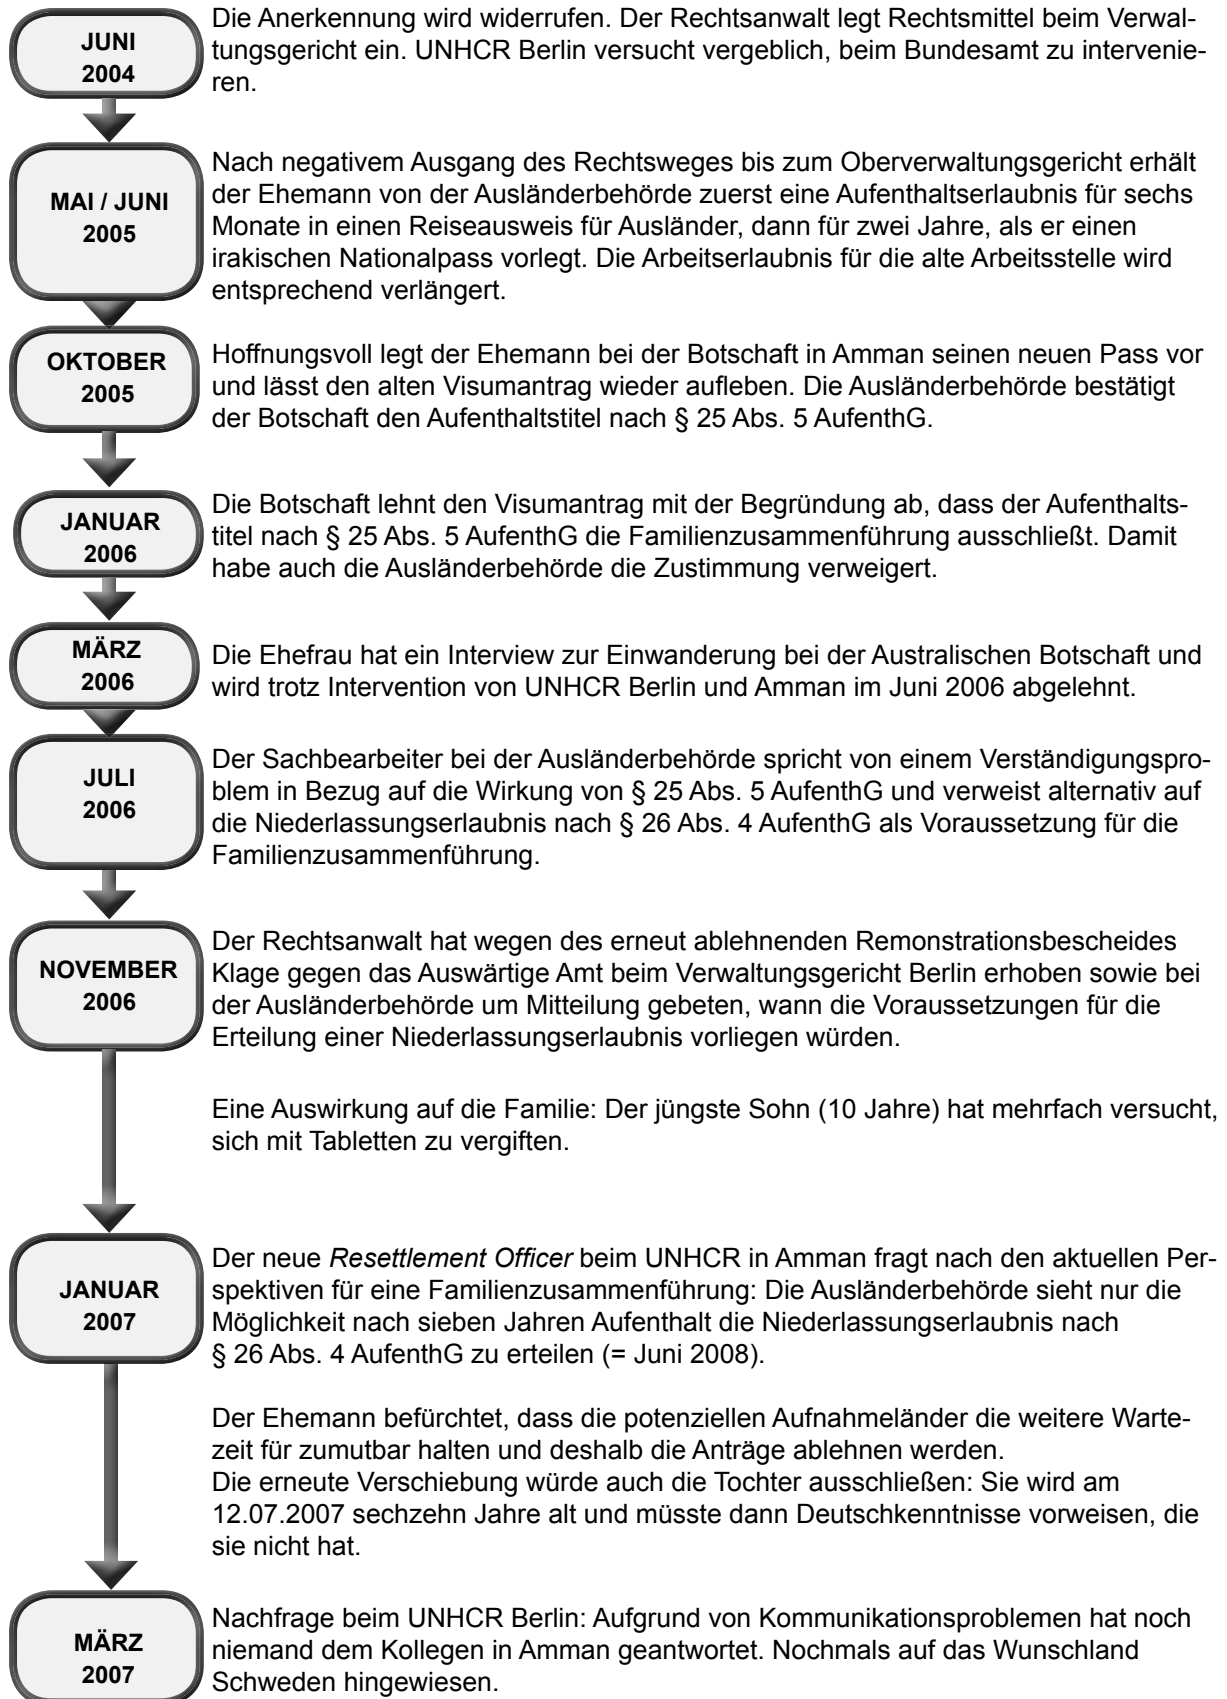 JUNI
2004
Die Anerkennung wird widerrufen. Der Rechtsanwalt legt Rechtsmittel beim Verwal-
tungsgericht ein. UNHCR Berlin versucht vergeblich, beim Bundesamt zu intervenie-
ren.
MAI / JUNI
2005
Nach negativem Ausgang des Rechtsweges bis zum Oberverwaltungsgericht erhält
der Ehemann von der Ausländerbehörde zuerst eine Aufenthaltserlaubnis für sechs
Monate in einen Reiseausweis für Ausländer, dann für zwei Jahre, als er einen
irakischen Nationalpass vorlegt. Die Arbeitserlaubnis für die alte Arbeitsstelle wird
entsprechend verlängert.
OKTOBER
2005
Hoffnungsvoll legt der Ehemann bei der Botschaft in Amman seinen neuen Pass vor
und lässt den alten Visumantrag wieder aufleben. Die Ausländerbehörde bestätigt
der Botschaft den Aufenthaltstitel nach § 25 Abs. 5 AufenthG.
JANUAR
2006
Die Botschaft lehnt den Visumantrag mit der Begründung ab, dass der Aufenthalts-
titel nach § 25 Abs. 5 AufenthG die Familienzusammenführung ausschließt. Damit
habe auch die Ausländerbehörde die Zustimmung verweigert.
MÄRZ
2006
Die Ehefrau hat ein Interview zur Einwanderung bei der Australischen Botschaft und
wird trotz Intervention von UNHCR Berlin und Amman im Juni 2006 abgelehnt.
JULI
2006
Der Sachbearbeiter bei der Ausländerbehörde spricht von einem Verständigungspro-
blem in Bezug auf die Wirkung von § 25 Abs. 5 AufenthG und verweist alternativ auf
die Niederlassungserlaubnis nach § 26 Abs. 4 AufenthG als Voraussetzung für die
Familienzusammenführung.
NOVEMBER
2006
Der Rechtsanwalt hat wegen des erneut ablehnenden Remonstrationsbescheides
Klage gegen das Auswärtige Amt beim Verwaltungsgericht Berlin erhoben sowie bei
der Ausländerbehörde um Mitteilung gebeten, wann die Voraussetzungen für die
Erteilung einer Niederlassungserlaubnis vorliegen würden.
Eine Auswirkung auf die Familie: Der jüngste Sohn (10 Jahre) hat mehrfach versucht,
sich mit Tabletten zu vergiften.
JANUAR
2007
Der neue Resettlement Officer beim UNHCR in Amman fragt nach den aktuellen Per-
spektiven für eine Familienzusammenführung: Die Ausländerbehörde sieht nur die
Möglichkeit nach sieben Jahren Aufenthalt die Niederlassungserlaubnis nach
§ 26 Abs. 4 AufenthG zu erteilen (= Juni 2008).
Der Ehemann befürchtet, dass die potenziellen Aufnahmeländer die weitere Warte-
zeit für zumutbar halten und deshalb die Anträge ablehnen werden.
Die erneute Verschiebung würde auch die Tochter ausschließen: Sie wird am
12.07.2007 sechzehn Jahre alt und müsste dann Deutschkenntnisse vorweisen, die
sie nicht hat.
MÄRZ
2007
Nachfrage beim UNHCR Berlin: Aufgrund von Kommunikationsproblemen hat noch
niemand dem Kollegen in Amman geantwortet. Nochmals auf das Wunschland
Schweden hingewiesen.